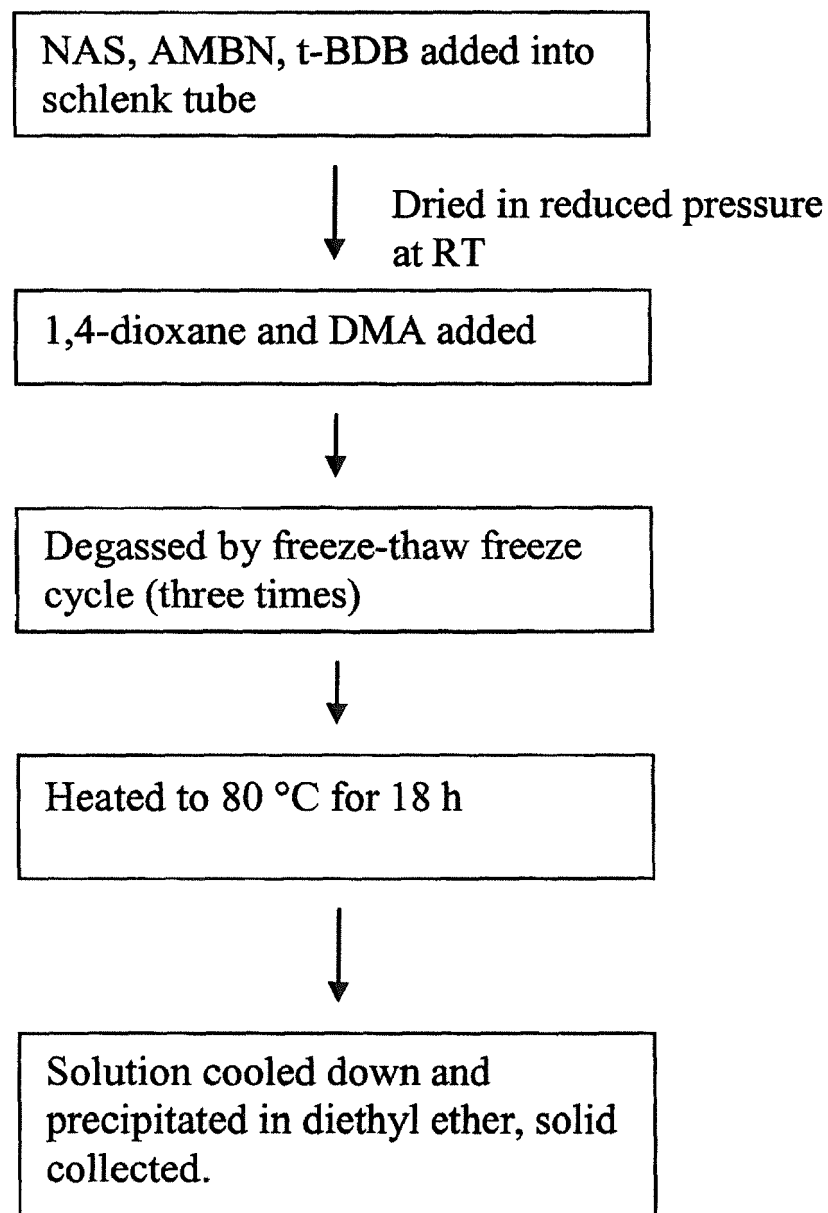 NAS, AMBN, t-BDB added into
schlenk tube
Dried in reduced pressure
at RT
1,4-dioxane and DMA added
Degassed by freeze-thaw freeze
cycle (three times)
Heated to 80 °C for 18 h
Solution cooled down and
precipitated in diethyl ether, solid
collected.